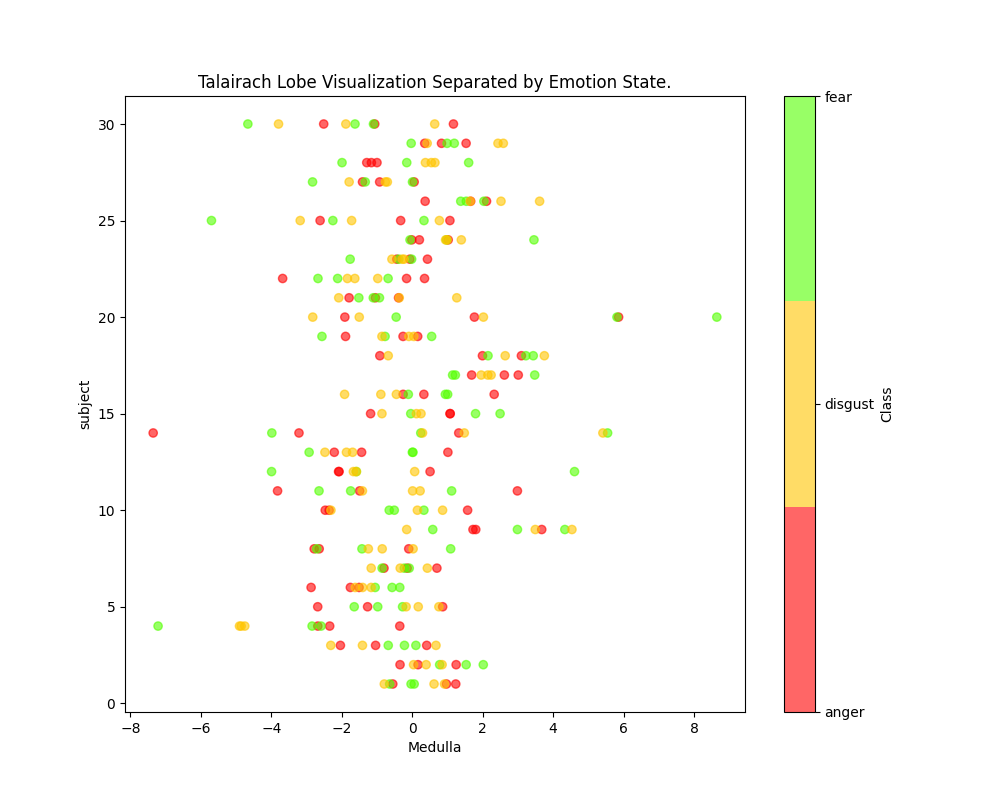 Talairach Lobe Visualization Separated by Emotion State.
30
25
20
15
10
5
0
subject
−8
−6
−4
−2
0
2
4
6
8
Medulla
fear
disgust
anger
Class